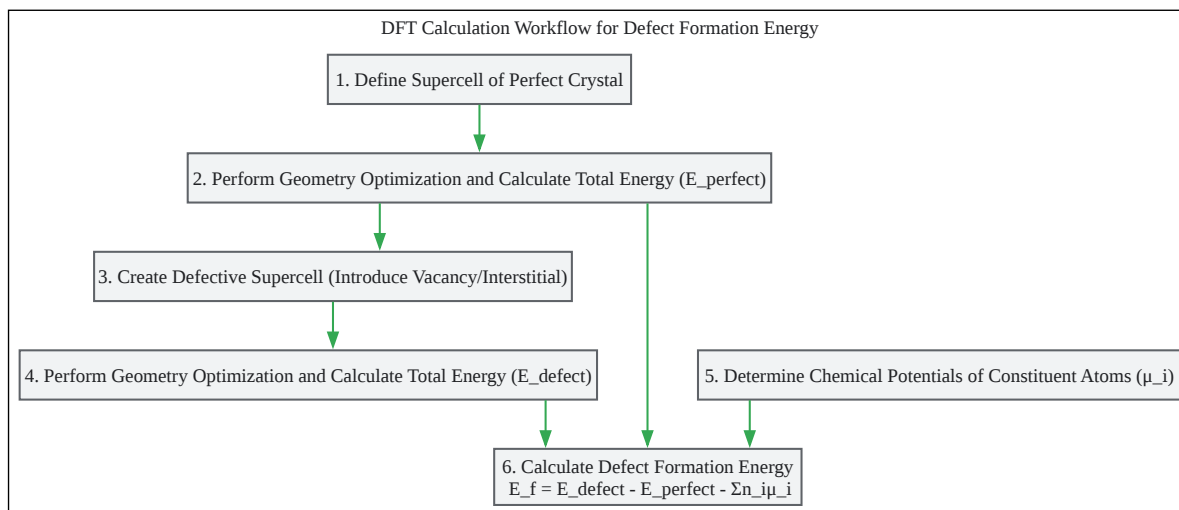 DFT Calculation Workflow for Defect Formation Energy
1. Define Supercell of Perfect Crystal
2. Perform Geometry Optimization and Calculate Total Energy (E_perfect)
3. Create Defective Supercell (Introduce Vacancy/Interstitial)
4. Perform Geometry Optimization and Calculate Total Energy (E_defect)
5. Determine Chemical Potentials of Constituent Atoms (μ_i)
6. Calculate Defect Formation Energy
E_f = E_defect - E_perfect - Σn_iμ_i